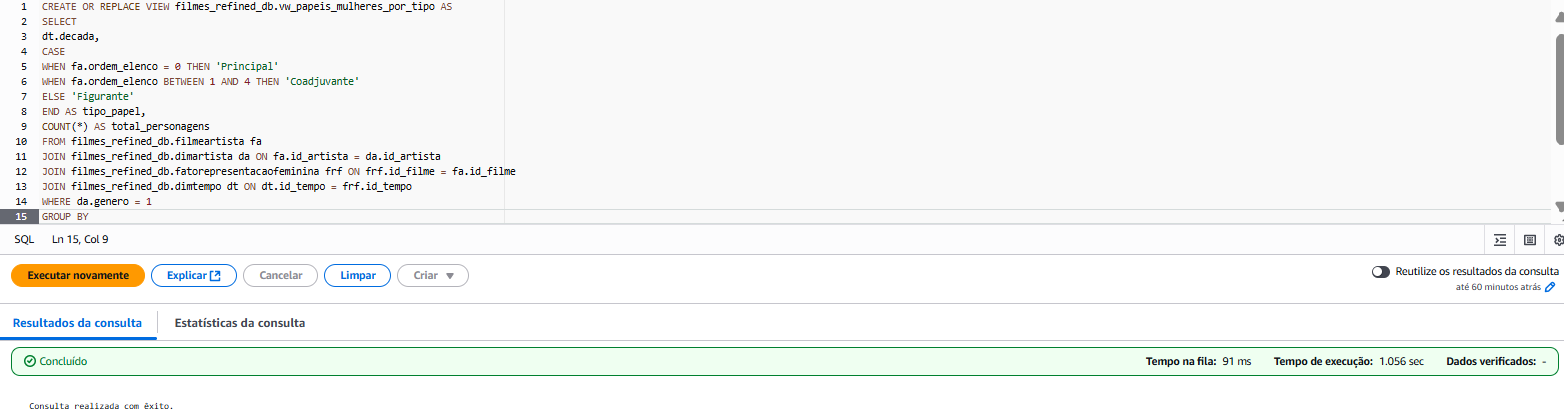 1 CREATE OR REPLACE VIEW filmes_refined_db.vw_papeis_mulheres_por_tipo AS
2 SELECT
3 dt.decada,
4 CASE
5 WHEN fa.ordem_elenco = 0 THEN 'Principal'
6 WHEN fa.ordem_elenco BETWEEN 1 AND 4 THEN 'Coadjuvante'
7 ELSE 'Figurante'
8 END AS tipo_papel,
9 COUNT(*) AS total_personagens
10 FROM filmes_refined_db.filmeartista fa
11 JOIN filmes_refined_db.dimartista da ON fa.id_artista = da.id_artista
12 JOIN filmes_refined_db.fatorepresentacaofeminina frf ON frf.id_filme = fa.id_filme
13 JOIN filmes_refined_db.dimtempo dt ON dt.id_tempo = frf.id_tempo
14 WHERE da.genero = 1
15 GROUP BY
SQL Ln 15, Col 9
Executar novamente Explicar Cancelar Limpar Criar Reutilize os resultados da consulta
até 60 minutos atrás
Resultados da consulta Estatísticas da consulta
Concluído Tempo na fila: 91 ms Tempo de execução: 1.056 sec Dados verificados: -
Consulta realizada com êxito.